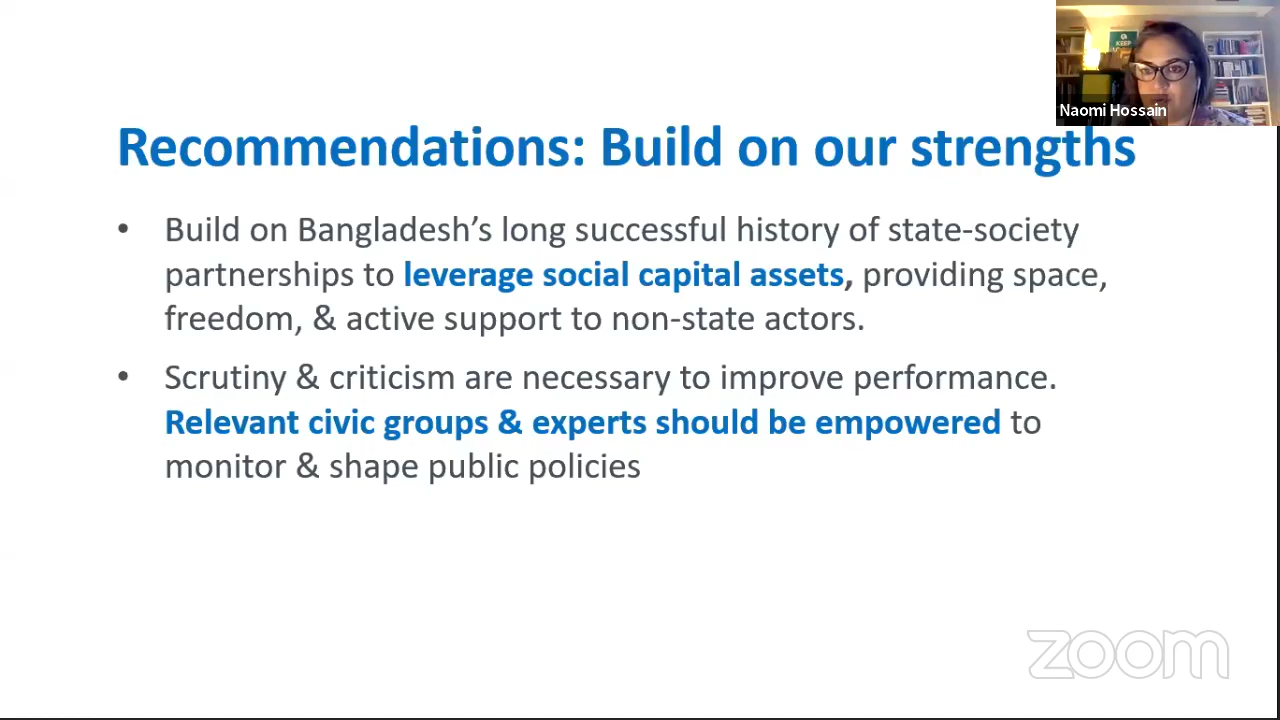 KEEP
Naomi Hossain
Recommendations: Build on our strengths
• Build on Bangladesh’s long successful history of state-society
partnerships to leverage social capital assets, providing space,
freedom, & active support to non-state actors.
• Scrutiny & criticism are necessary to improve performance.
Relevant civic groups & experts should be empowered to
monitor & shape public policies
zoom